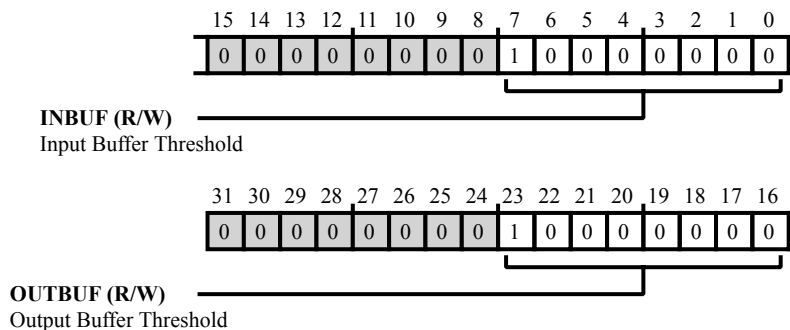 15 14 13 12 11 10 9 8 7 6 5 4 3 2 1 0
0 0 0 0 0 0 0 0 1 0 0 0 0 0 0 0
INBUF (R/W)
Input Buffer Threshold
31 30 29 28 27 26 25 24 23 22 21 20 19 18 17 16
0 0 0 0 0 0 0 0 1 0 0 0 0 0 0 0
OUTBUF (R/W)
Output Buffer Threshold